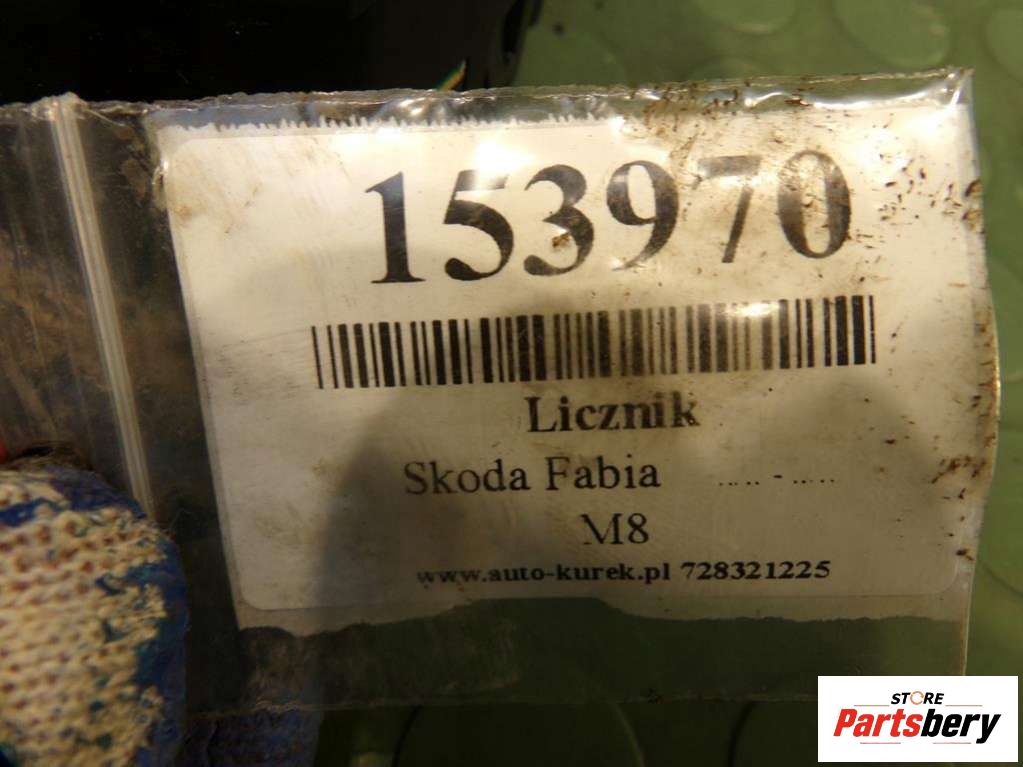 153970
Licznik
Skoda Fabia ..... - .....
M8
www.auto-kurek.pl 728321225
STORE
Partsbery